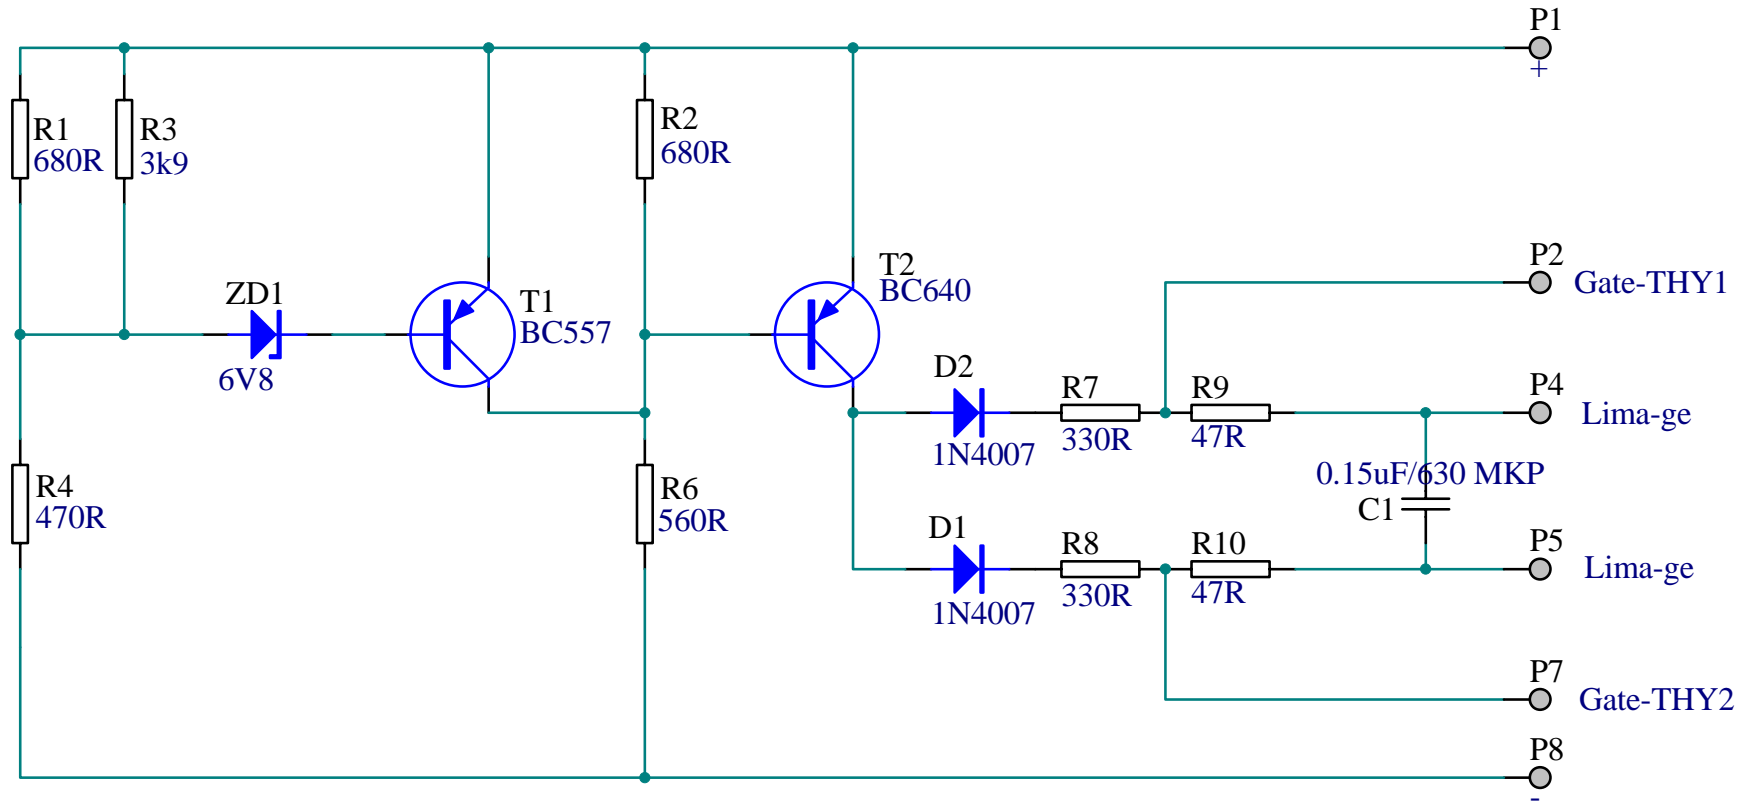 P1
+
R1
680R
R3
3k9
R2
680R
P2
Gate-THY1
T2
BC640
ZD1
6V8
T1
BC557
D2
1N4007
R7
330R
R9
47R
P4
Lima-ge
0.15uF/630 MKP
C1
R4
470R
R6
560R
D1
1N4007
R8
330R
R10
47R
P5
Lima-ge
P7
Gate-THY2
P8
-